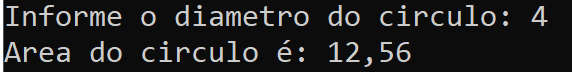 Informe o diametro do circulo: 4
Area do circulo é: 12,56